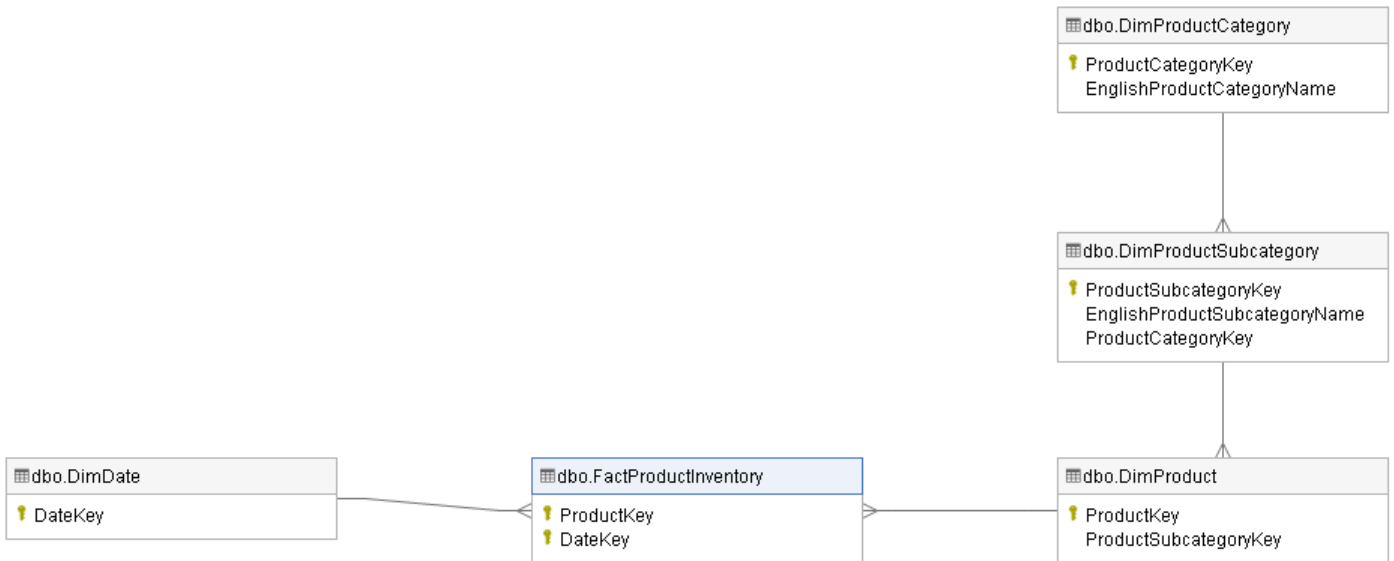 dbo.DimProductCategory
ProductCategoryKey
EnglishProductCategoryName
dbo.DimProductSubcategory
ProductSubcategoryKey
EnglishProductSubcategoryName
ProductCategoryKey
dbo.DimDate
DateKey
dbo.FactProductInventory
ProductKey
DateKey
dbo.DimProduct
ProductKey
ProductSubcategoryKey